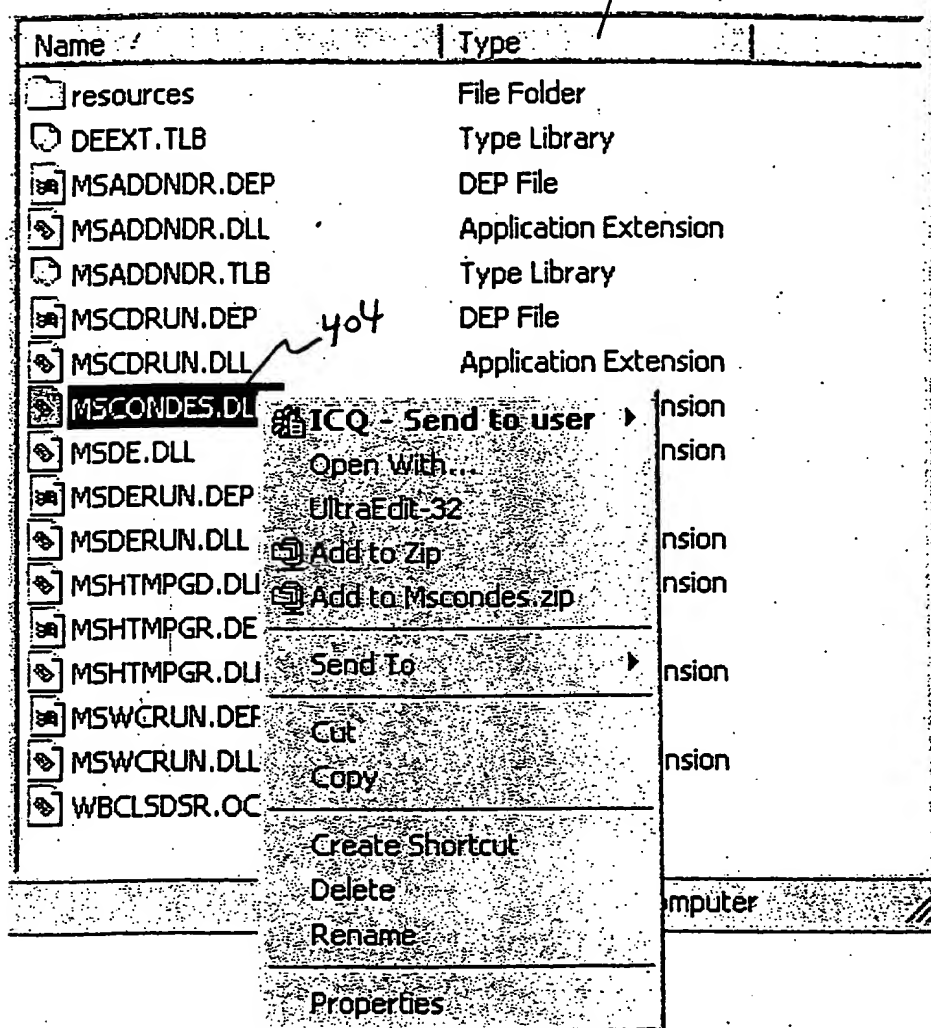 Name Type
resources File Folder
DEEXT.TLB Type Library
MSADDNDR.DEP DEP File
MSADDNDR.DLL Application Extension
MSADDNDR.TLB Type Library
MSCDRUN.DEP DEP File
404
MSCDRUN.DLL Application Extension
MSCONDES.DL nsion
MSDE.DLL nsion
MSDERUN.DEP
MSDERUN.DLL nsion
MSHTMPGD.DLL nsion
MSHTMPGR.DE
MSHTMPGR.DLL nsion
MSWCRUN.DEP
MSWCRUN.DLL nsion
WBCLSDSR.OC
ICQ - Send to user
Open With...
UltraEdit-32
Add to Zip
Add to Mscondes.zip
Send To
Cut
Copy
Create Shortcut
Delete
Rename
Properties
mputer